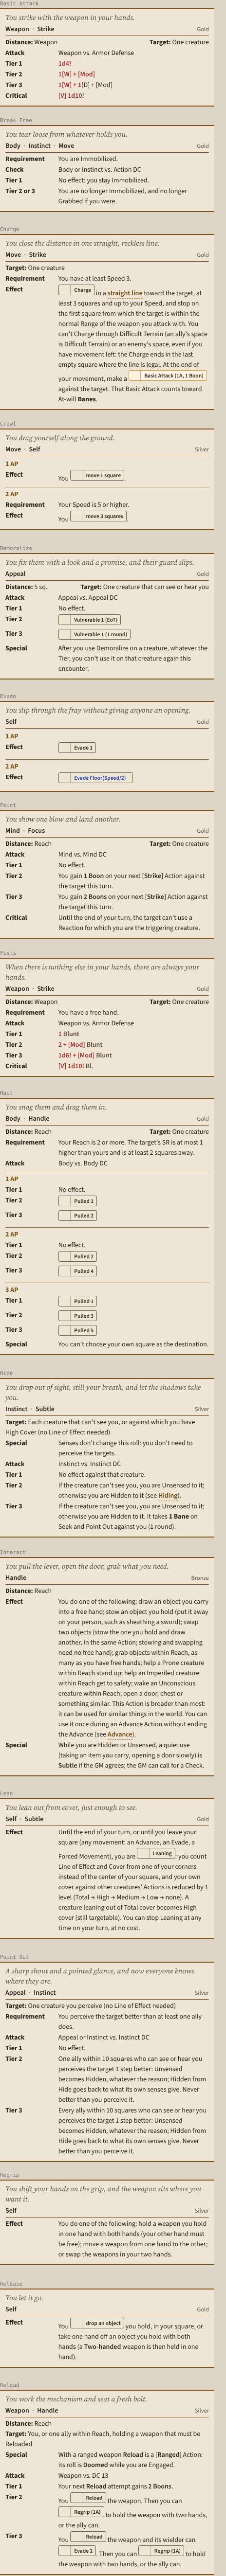 Basic Attack
You strike with the weapon in your hands.
Weapon · Strike Gold
Distance: Weapon Target: One creature
Attack Weapon vs. Armor Defense
Tier 1 1d4!
Tier 2 1[W] + [Mod]
Tier 3 1[W] + 1[D] + [Mod]
Critical [V] 1d10!
Break Free
You tear loose from whatever holds you.
Body · Instinct · Move Gold
Requirement You are Immobilized.
Check Body or Instinct vs. Action DC
Tier 1 No effect: you stay Immobilized.
Tier 2 or 3 You are no longer Immobilized, and no longer
Grabbed if you were.
Charge
You close the distance in one straight, reckless line.
Move · Strike Gold
Target: One creature
Requirement You have at least Speed 3.
Effect Charge in a straight line toward the target, at
least 3 squares and up to your Speed, and stop on
the first square from which the target is within the
normal Range of the weapon you attack with. You
can't Charge through Difficult Terrain (an ally's space
is Difficult Terrain) or an enemy's space, even if you
have movement left: the Charge ends in the last
empty square where the line is legal. At the end of
your movement, make a Basic Attack (1A, 1 Boon)
against the target. That Basic Attack counts toward
At-will Banes.
Crawl
You drag yourself along the ground.
Move · Self Silver
1 AP
Effect You move 1 square.
2 AP
Requirement Your Speed is 5 or higher.
Effect You move 3 squares.
Demoralize
You fix them with a look and a promise, and their guard slips.
Appeal Gold
Distance: 5 sq. Target: One creature that can see or hear you
Attack Appeal vs. Appeal DC
Tier 1 No effect.
Tier 2 Vulnerable 1 (EoT)
Tier 3 Vulnerable 1 (1 round)
Special After you use Demoralize on a creature, whatever the
Tier, you can't use it on that creature again this
encounter.
Evade
You slip through the fray without giving anyone an opening.
Self Gold
1 AP
Effect Evade 1
2 AP
Effect Evade Floor(Speed/2)
Feint
You show one blow and land another.
Mind · Focus Gold
Distance: Reach Target: One creature
Attack Mind vs. Mind DC
Tier 1 No effect.
Tier 2 You gain 1 Boon on your next [Strike] Action against
the target this turn.
Tier 3 You gain 2 Boons on your next [Strike] Action against
the target this turn.
Critical Until the end of your turn, the target can't use a
Reaction for which you are the triggering creature.
Fists
When there is nothing else in your hands, there are always your
hands.
Weapon · Strike Gold
Distance: Weapon Target: One creature
Requirement You have a free hand.
Attack Weapon vs. Armor Defense
Tier 1 1 Blunt
Tier 2 2 + [Mod] Blunt
Tier 3 1d6! + [Mod] Blunt
Critical [V] 1d10! Bl.
Haul
You snag them and drag them in.
Body · Handle Gold
Distance: Reach Target: One creature
Requirement Your Reach is 2 or more. The target's SR is at most 1
higher than yours and is at least 2 squares away.
Attack Body vs. Body DC
1 AP
Tier 1 No effect.
Tier 2 Pulled 1
Tier 3 Pulled 2
2 AP
Tier 1 No effect.
Tier 2 Pulled 2
Tier 3 Pulled 4
3 AP
Tier 1 Pulled 1
Tier 2 Pulled 3
Tier 3 Pulled 5
Special You can't choose your own square as the destination.
Hide
You drop out of sight, still your breath, and let the shadows take
you.
Instinct · Subtle Silver
Target: Each creature that can't see you, or against which you have
High Cover (no Line of Effect needed)
Special Senses don't change this roll: you don't need to
perceive the targets.
Attack Instinct vs. Instinct DC
Tier 1 No effect against that creature.
Tier 2 If the creature can't see you, you are Unsensed to it;
otherwise you are Hidden to it (see Hiding).
Tier 3 If the creature can't see you, you are Unsensed to it;
otherwise you are Hidden to it. It takes 1 Bane on
Seek and Point Out against you (1 round).
Interact
You pull the lever, open the door, grab what you need.
Handle Bronze
Distance: Reach
Effect You do one of the following: draw an object you carry
into a free hand; stow an object you hold (put it away
on your person, such as sheathing a sword); swap
two objects (stow the one you hold and draw
another, in the same Action; stowing and swapping
need no free hand); grab objects within Reach, as
many as you have free hands; help a Prone creature
within Reach stand up; help an Imperiled creature
within Reach get to safety; wake an Unconscious
creature within Reach; open a door, chest or
something similar. This Action is broader than most:
it can be used for similar things in the world. You can
use it once during an Advance Action without ending
the Advance (see Advance).
Special While you are Hidden or Unsensed, a quiet use
(taking an item you carry, opening a door slowly) is
Subtle if the GM agrees; the GM can call for a Check.
Lean
You lean out from cover, just enough to see.
Self · Subtle Silver
Effect Until the end of your turn, or until you leave your
square (any movement: an Advance, an Evade, a
Forced Movement), you are Leaning: you count
Line of Effect and Cover from one of your corners
instead of the center of your square, and your own
cover against other creatures' Actions is reduced by 1
level (Total → High → Medium → Low → none). A
creature leaning out of Total cover becomes High
cover (still targetable). You can stop Leaning at any
time on your turn, at no cost.
Point Out
A sharp shout and a pointed glance, and now everyone knows
where they are.
Appeal · Instinct Silver
Target: One creature you perceive (no Line of Effect needed)
Requirement You perceive the target better than at least one ally
does.
Attack Appeal or Instinct vs. Instinct DC
Tier 1 No effect.
Tier 2 One ally within 10 squares who can see or hear you
perceives the target 1 step better: Unsensed
becomes Hidden, whatever the reason; Hidden from
Hide goes back to what its own senses give. Never
better than you perceive it.
Tier 3 Every ally within 10 squares who can see or hear you
perceives the target 1 step better: Unsensed
becomes Hidden, whatever the reason; Hidden from
Hide goes back to what its own senses give. Never
better than you perceive it.
Regrip
You shift your hands on the grip, and the weapon sits where you
want it.
Self Silver
Effect You do one of the following: hold a weapon you hold
in one hand with both hands (your other hand must
be free); move a weapon from one hand to the other;
or swap the weapons in your two hands.
Release
You let it go.
Self Gold
Effect You drop an object you hold, in your square, or
take one hand off an object you hold with both
hands (a Two-handed weapon is then held in one
hand).
Reload
You work the mechanism and seat a fresh bolt.
Weapon · Handle Silver
Distance: Reach
Target: You, or one ally within Reach, holding a weapon that must be
Reloaded
Special With a ranged weapon Reload is a [Ranged] Action:
its roll is Doomed while you are Engaged.
Attack Weapon vs. DC 13
Tier 1 Your next Reload attempt gains 2 Boons.
Tier 2 You Reload the weapon. Then you can
Regrip (1A) to hold the weapon with two hands,
or the ally can.
Tier 3 You Reload the weapon and its wielder can
Evade 1. Then you can Regrip (1A) to hold
the weapon with two hands, or the ally can.